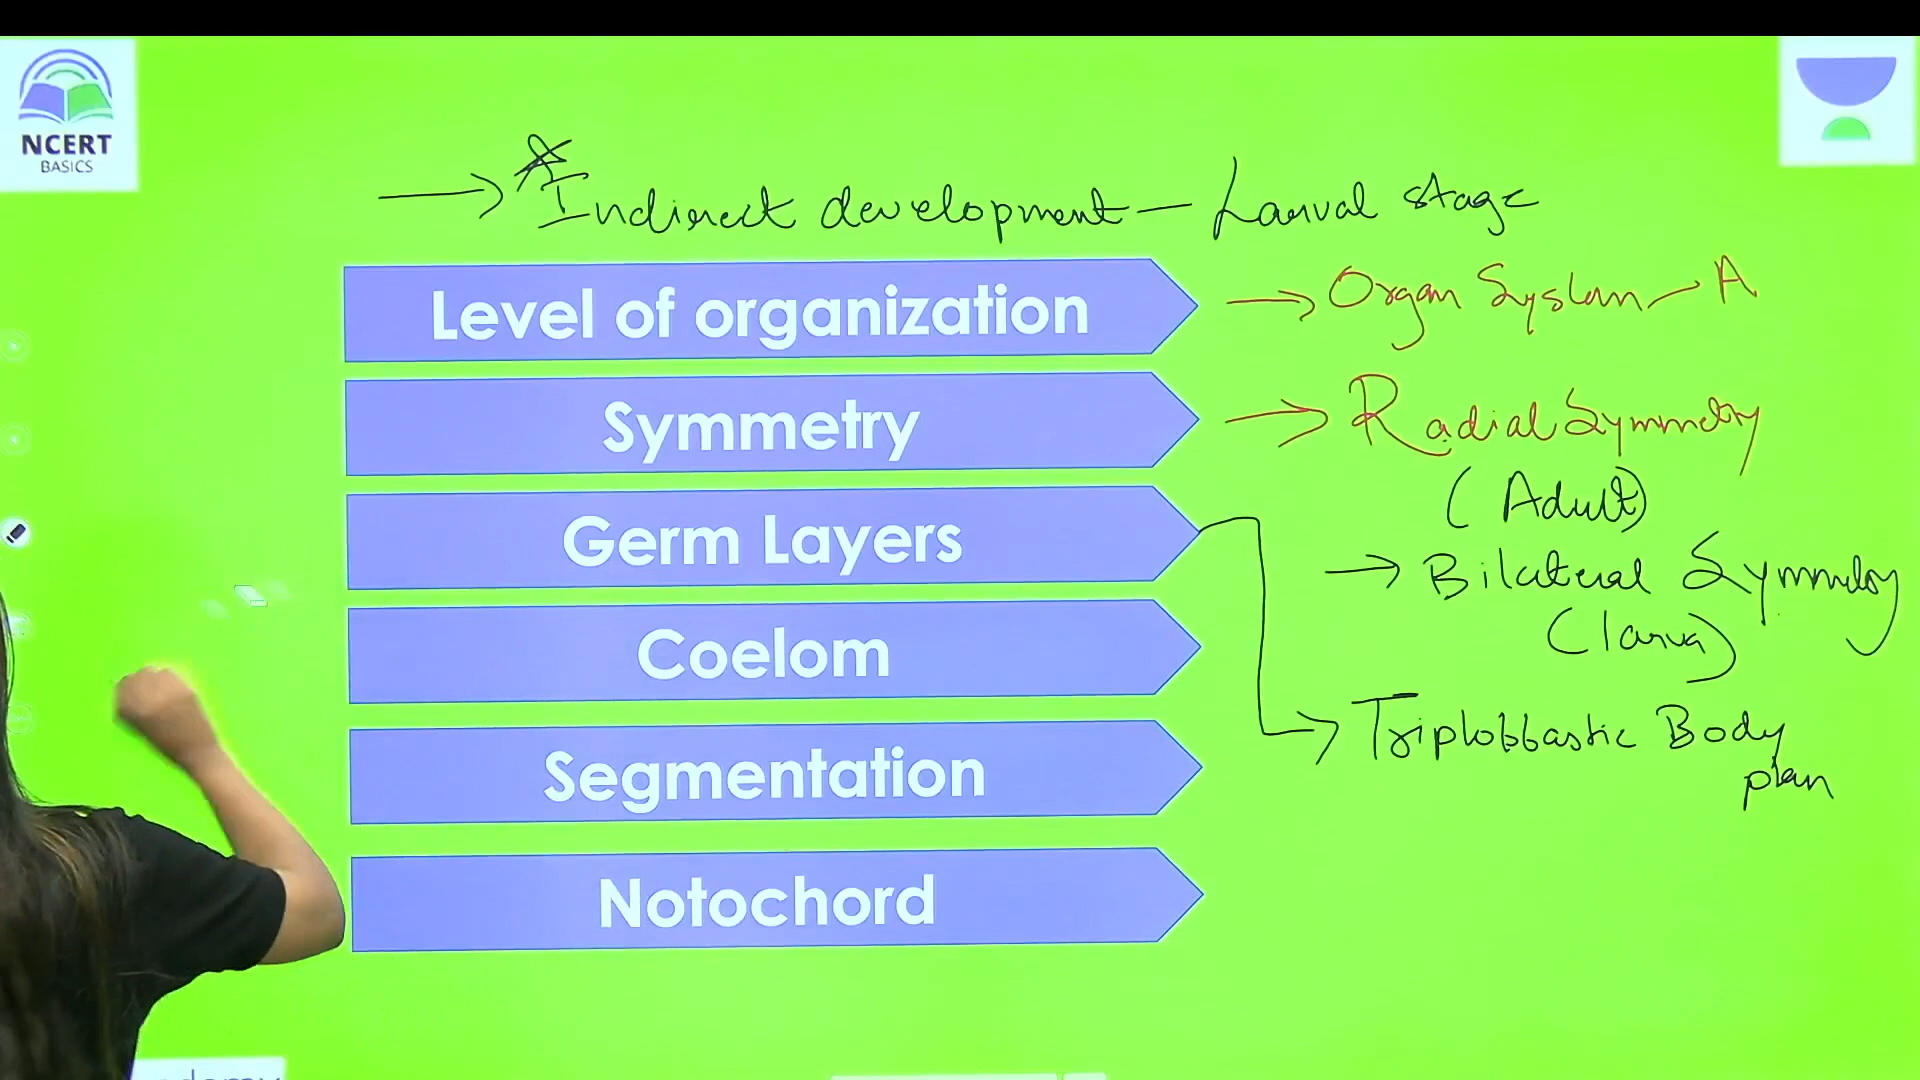 NCERT
BASICS
Indirect development — Larval stage
Level of organization
Organ System — A
Symmetry
Radial Symmetry
(Adult)
Germ Layers
Bilateral Symmetry
(larva)
Coelom
Triploblastic Body
plan
Segmentation
Notochord